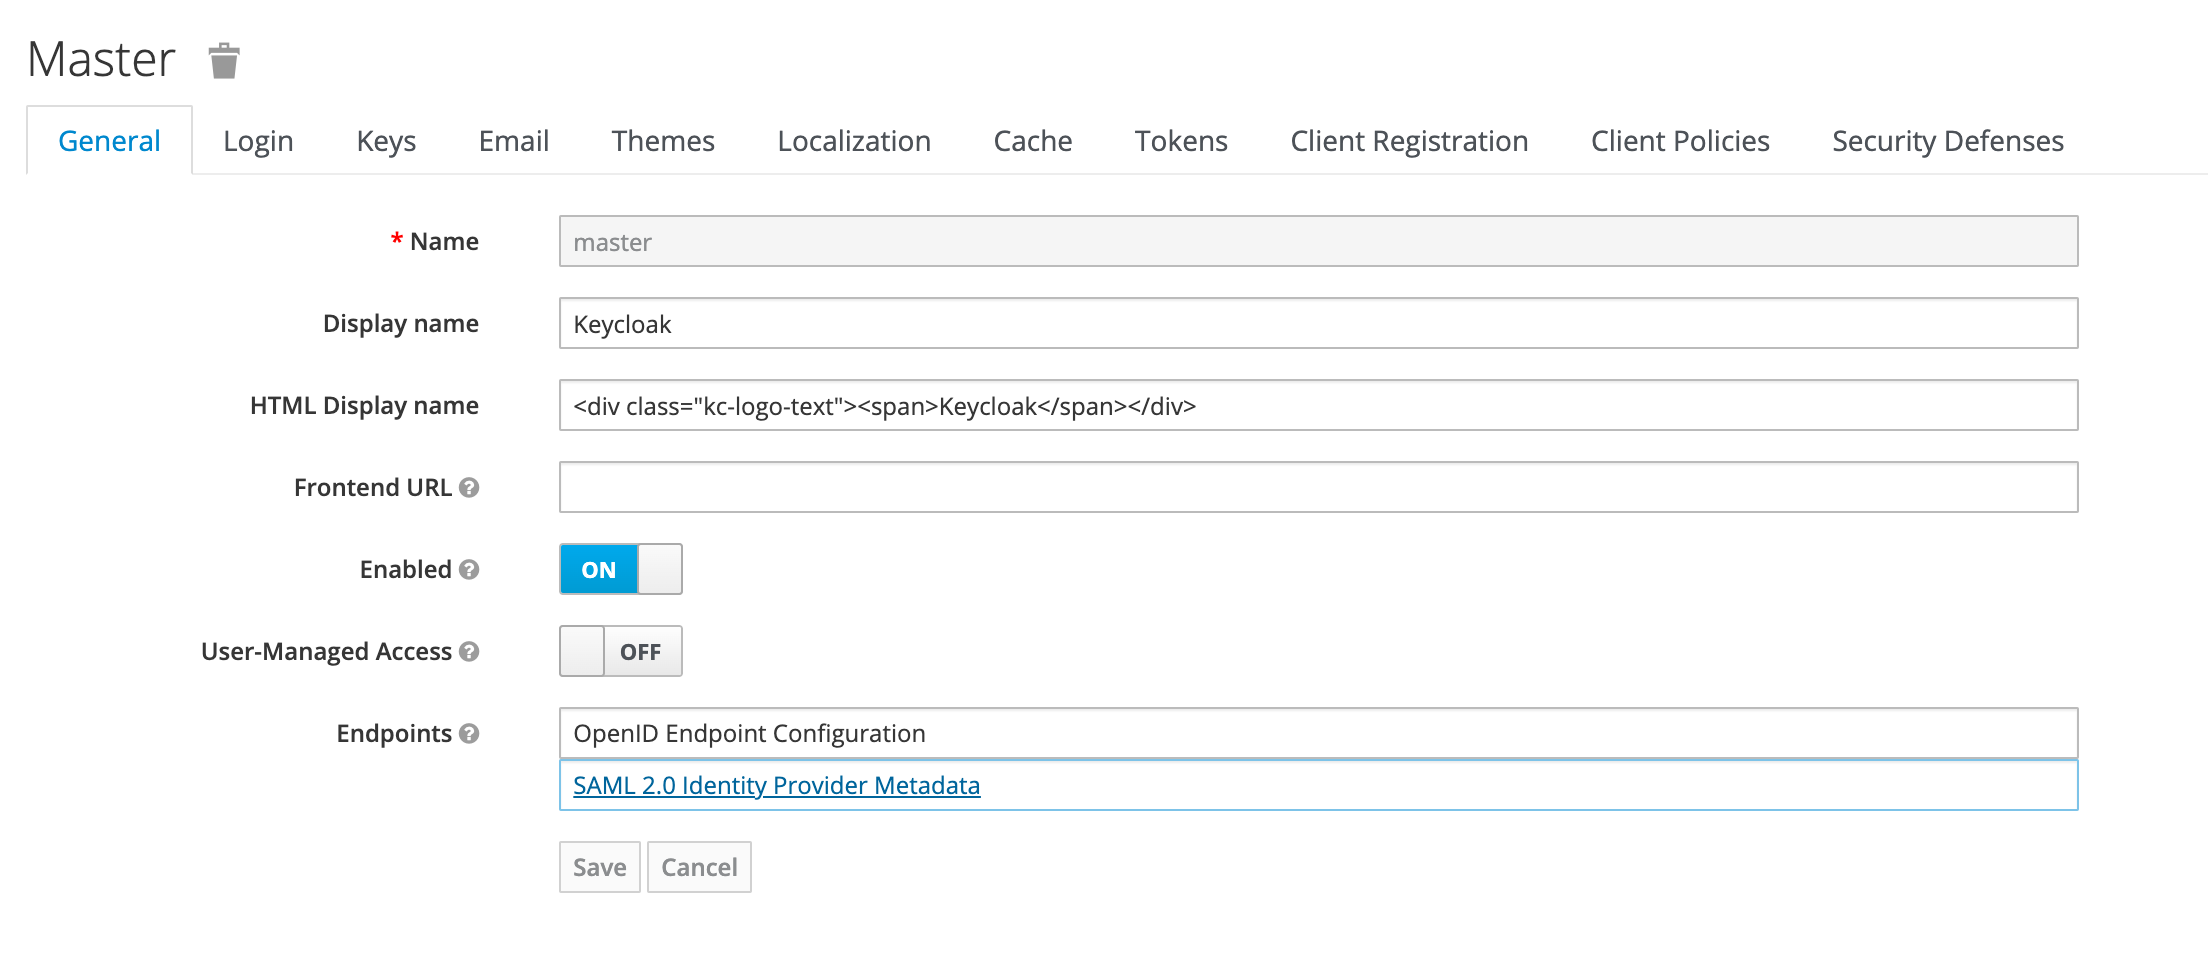 Master
General Login Keys Email Themes Localization Cache Tokens Client Registration Client Policies Security Defenses
* Name master
Display name Keycloak
HTML Display name <div class="kc-logo-text"><span>Keycloak</span></div>
Frontend URL ?
Enabled ? ON
User-Managed Access ? OFF
Endpoints ? OpenID Endpoint Configuration
SAML 2.0 Identity Provider Metadata
Save Cancel